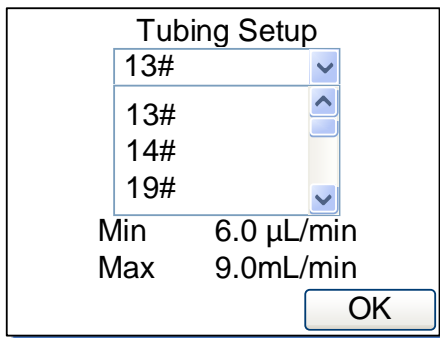 Tubing Setup
13#
13#
14#
19#
Min 6.0 µL/min
Max 9.0mL/min
OK